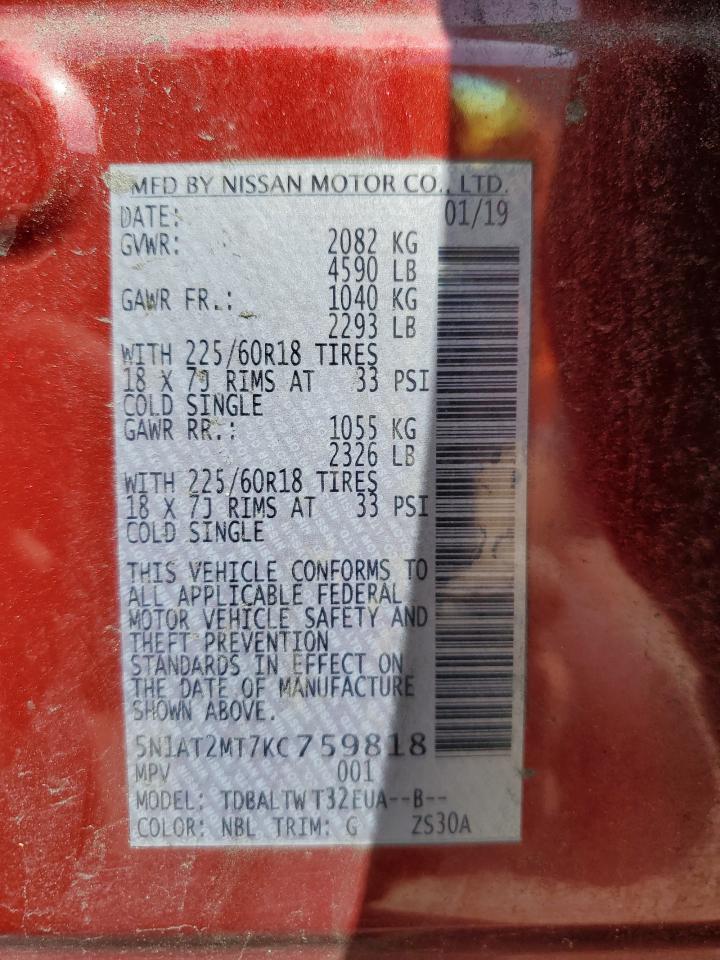 MFD BY NISSAN MOTOR CO., LTD.
DATE: 01/19
GVWR: 2082 KG
4590 LB
GAWR FR.: 1040 KG
2293 LB
WITH 225/60R18 TIRES
18 X 7J RIMS AT 33 PSI
COLD SINGLE
GAWR RR.: 1055 KG
2326 LB
WITH 225/60R18 TIRES
18 X 7J RIMS AT 33 PSI
COLD SINGLE
THIS VEHICLE CONFORMS TO
ALL APPLICABLE FEDERAL
MOTOR VEHICLE SAFETY AND
THEFT PREVENTION
STANDARDS IN EFFECT ON
THE DATE OF MANUFACTURE
SHOWN ABOVE.
5N1AT2MT7KC759818
MPV 001
MODEL: TDBALTWT32EUA--B--
COLOR: NBL TRIM: G ZS30A